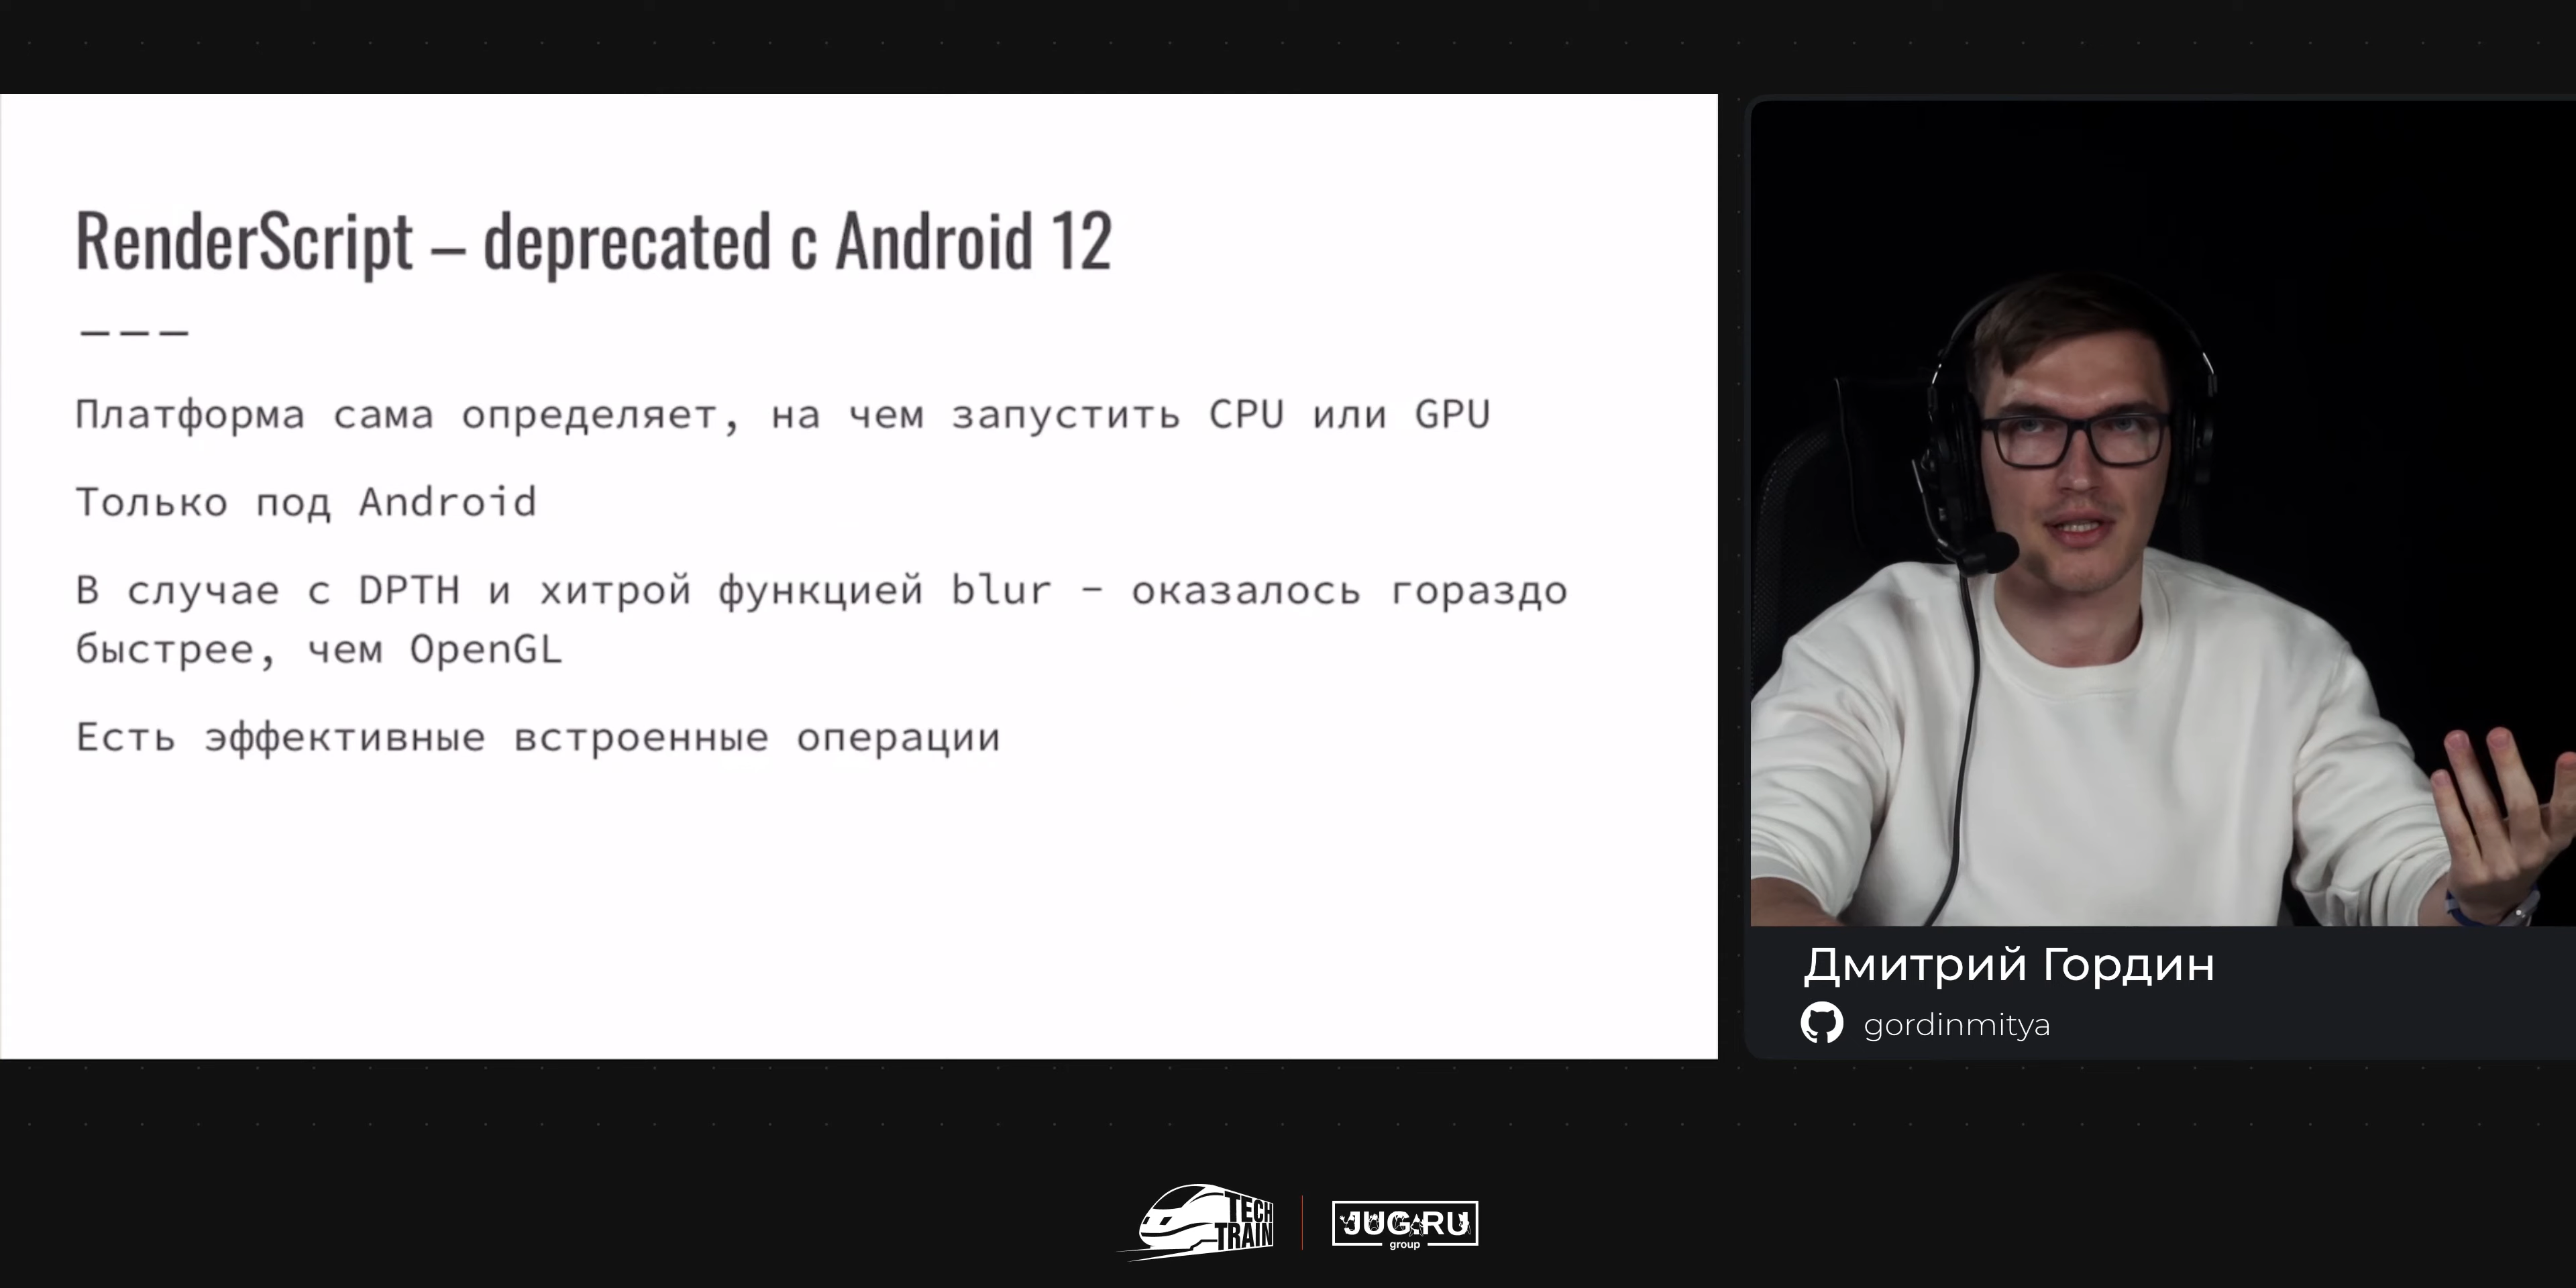 RenderScript – deprecated с Android 12
———
Платформа сама определяет, на чем запустить CPU или GPU
Только под Android
В случае с DPTH и хитрой функцией blur – оказалось гораздо
быстрее, чем OpenGL
Есть эффективные встроенные операции
Дмитрий Гордин
gordinmitya
TECH
TRAIN
JUG.RU
group